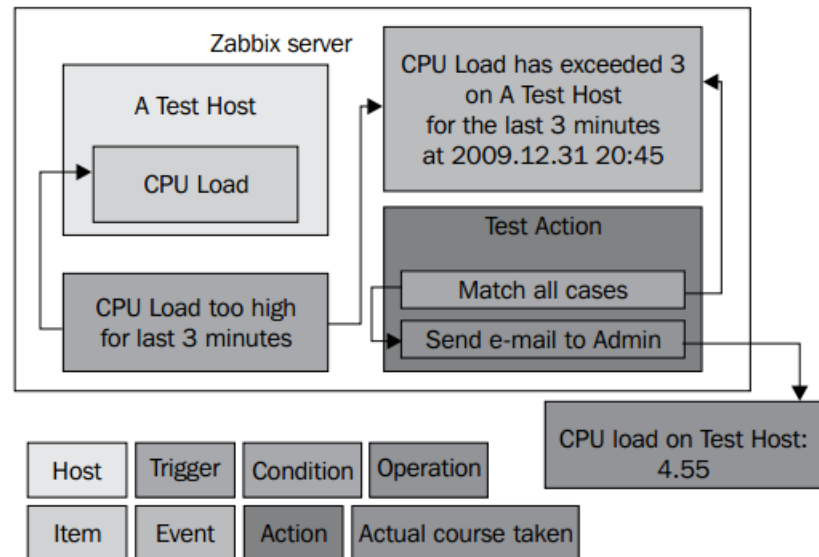 Zabbix server
A Test Host
CPU Load
CPU Load too high
for last 3 minutes
CPU Load has exceeded 3
on A Test Host
for the last 3 minutes
at 2009.12.31 20:45
Test Action
Match all cases
Send e-mail to Admin
CPU load on Test Host:
4.55
Host
Trigger
Condition
Operation
Item
Event
Action
Actual course taken